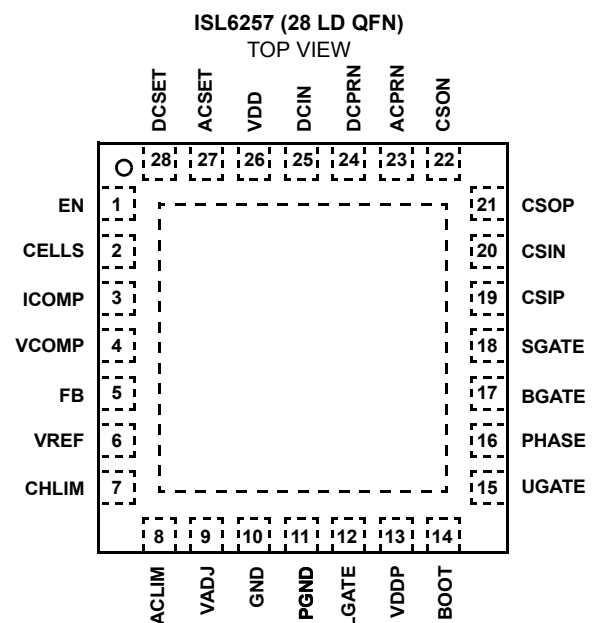 ISL6257 (28 LD QFN)
TOP VIEW
DCSET
ACSET
VDD
DCIN
DCPRN
ACPRN
CSON
28 27 26 25 24 23 22
EN 1
21 CSOP
CELLS 2
20 CSIN
ICOMP 3
19 CSIP
VCOMP 4
18 SGATE
FB 5
17 BGATE
VREF 6
16 PHASE
CHLIM 7
15 UGATE
8 9 10 11 12 13 14
ACLIM
VADJ
GND
PGND
LGATE
VDDP
BOOT